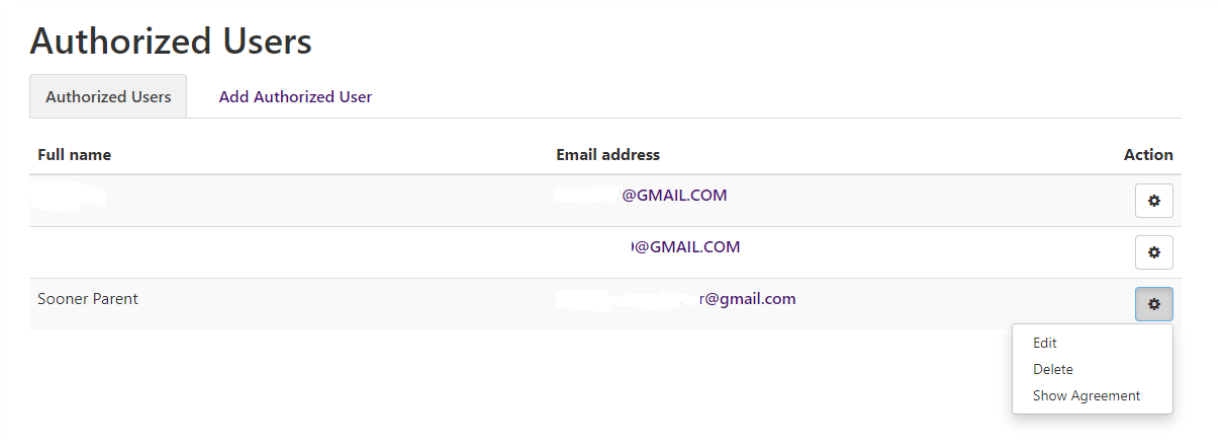 Authorized Users
Authorized Users Add Authorized User
Full name Email address Action
@GMAIL.COM
@GMAIL.COM
Sooner Parent r@gmail.com
Edit
Delete
Show Agreement